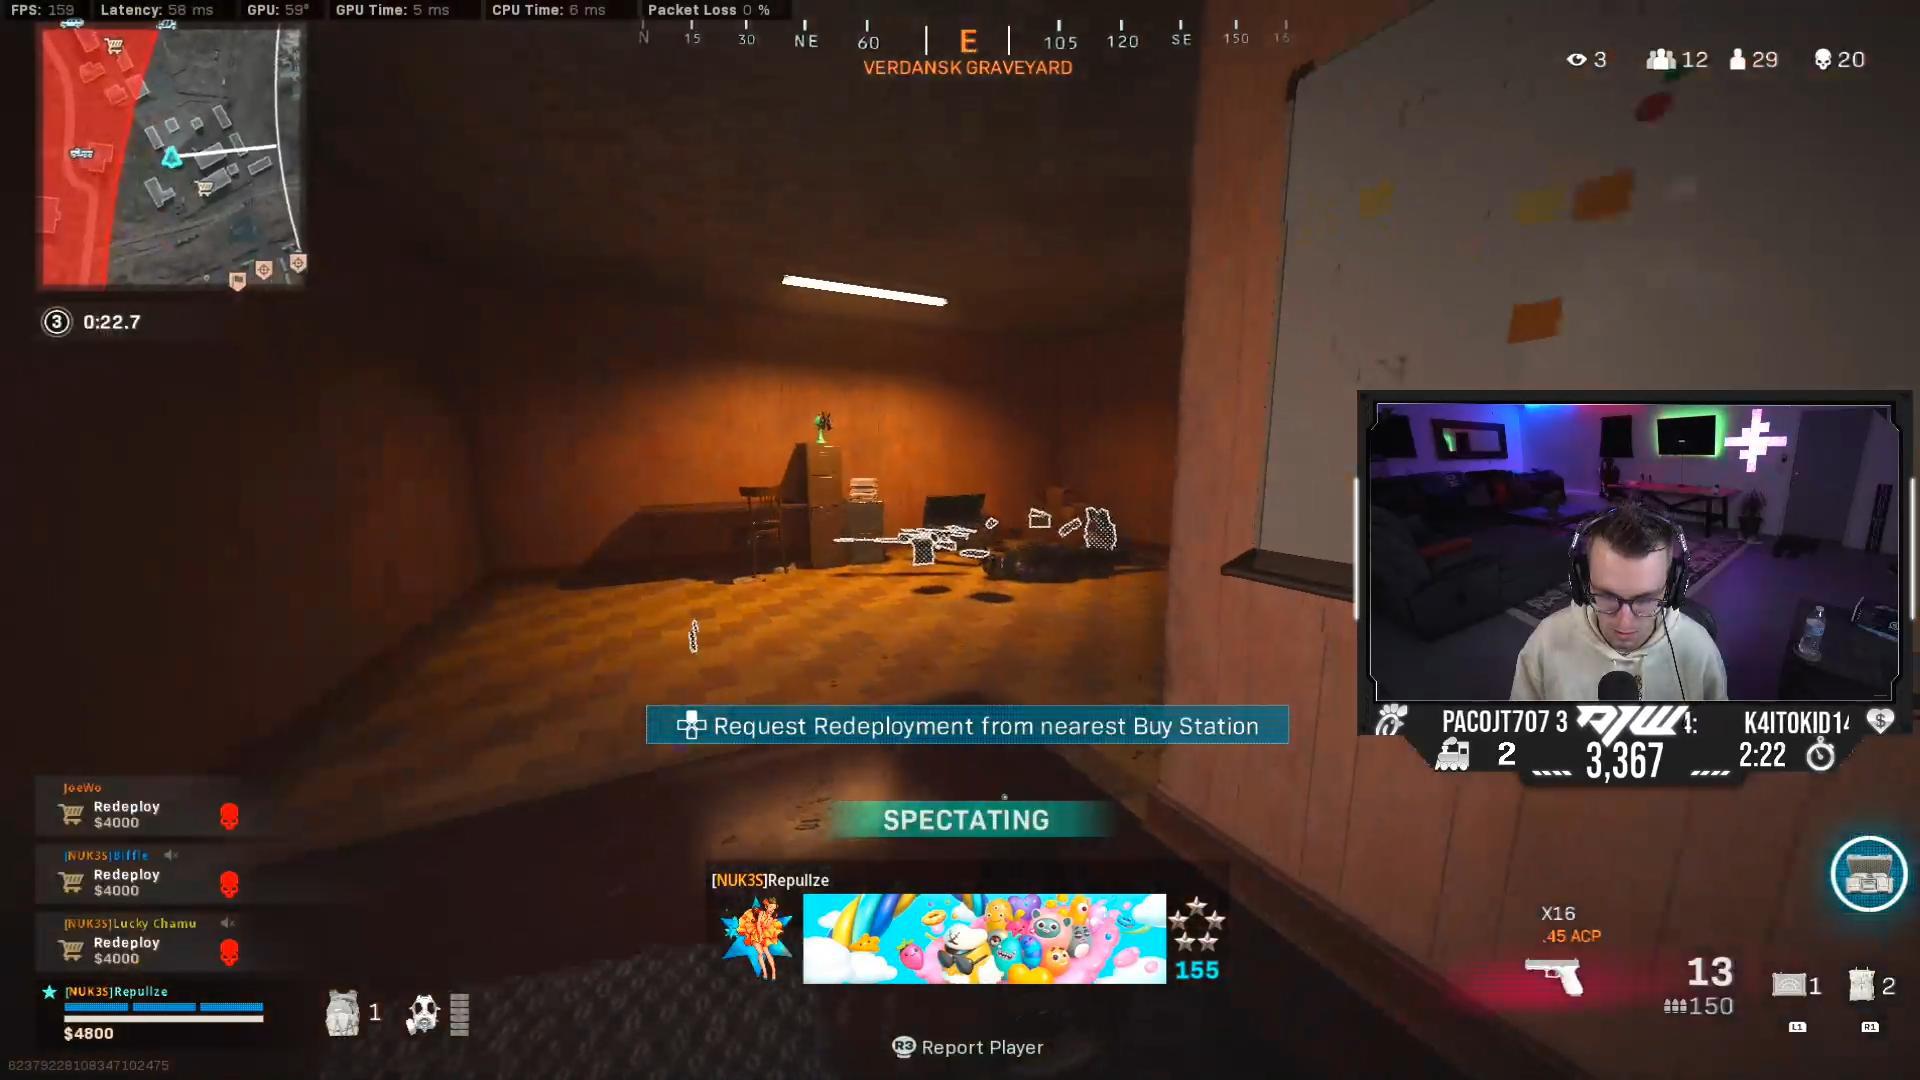 FPS: 159
Latency: 58 ms
GPU: 59°
GPU Time: 5 ms
CPU Time: 6 ms
Packet Loss 0 %
N 15 30 NE 60 E 105 120 SE 150
VERDANSK GRAVEYARD
3 12 29 20
3 0:22.7
Request Redeployment from nearest Buy Station
SPECTATING
PACOJT707 3
K4ITOKID14
2 3,367 2:22
JoeWo
Redeploy
$4000
[NUK3S]Biffle
Redeploy
$4000
[NUK3S]Lucky Chamu
Redeploy
$4000
[NUK3S]Repullze
$4800
1
[NUK3S]Repullze
155
R3 Report Player
X16
.45 ACP
13
150
1
2
L1
R1
62379228108347102475